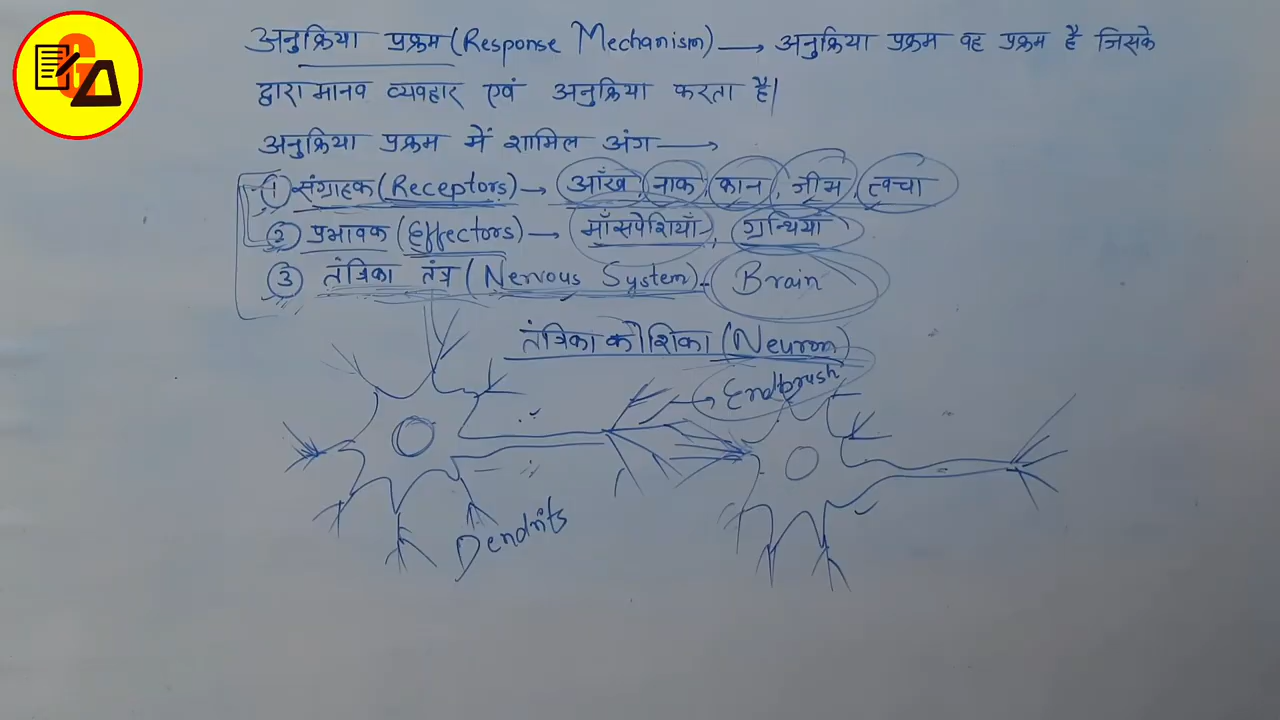 अनुक्रिया प्रक्रम (Response Mechanism) → अनुक्रिया प्रक्रम वह प्रक्रम है जिसके
द्वारा मानव व्यवहार एवं अनुक्रिया करता है|
अनुक्रिया प्रक्रम में शामिल अंग →
① संग्राहक (Receptors) → आँख, नाक, कान, जीभ, त्वचा
② प्रभावक (Effectors) → माँसपेशियाँ, ग्रन्थियाँ
③ तंत्रिका तंत्र (Nervous System) - Brain
तंत्रिका कोशिका (Neuron)
→ Endbrush
Dendrits